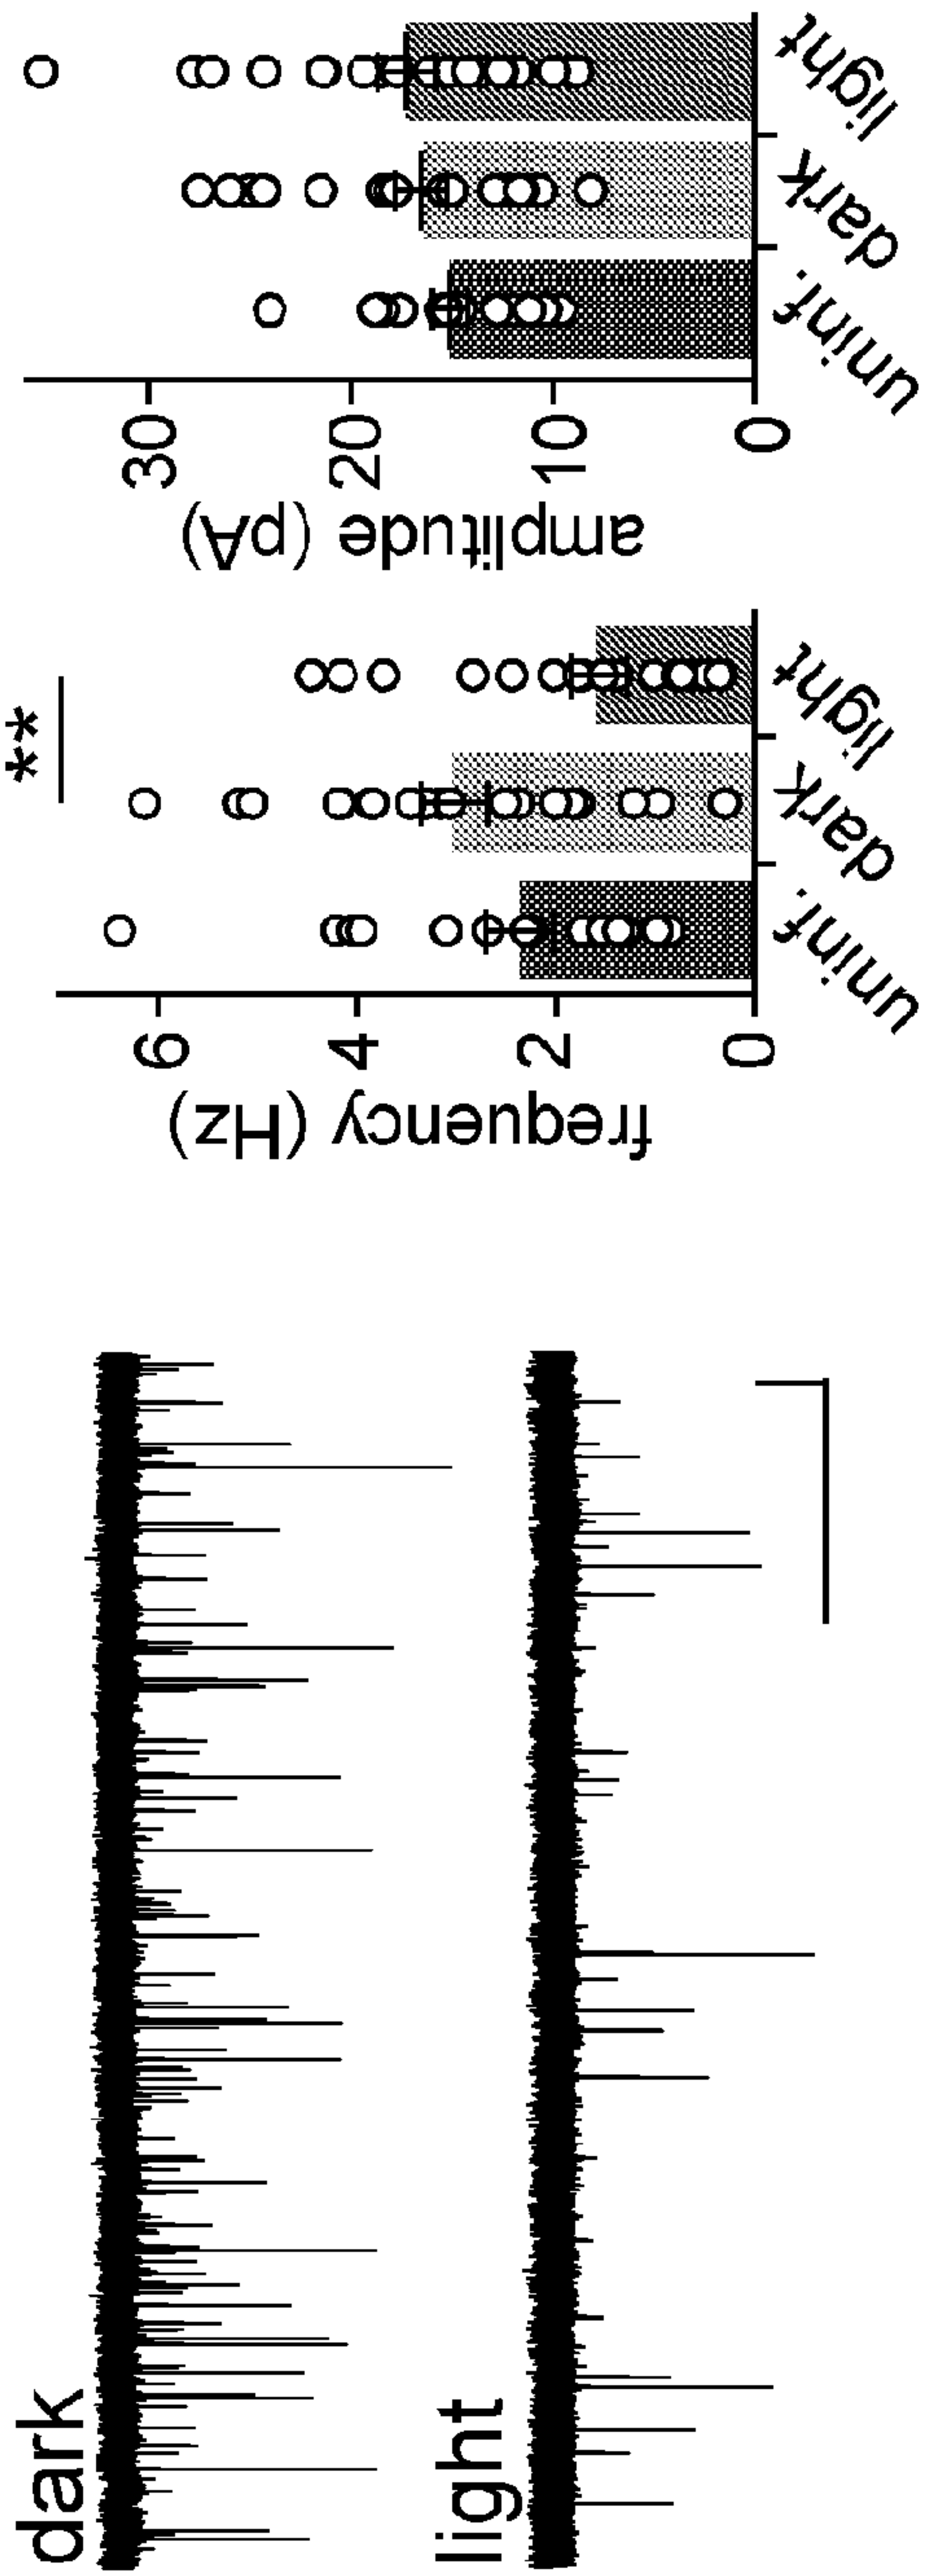 dark
light
frequency (Hz)
6
4
2
0
**
uninf.
dark
light
amplitude (pA)
30
20
10
0
uninf.
dark
light